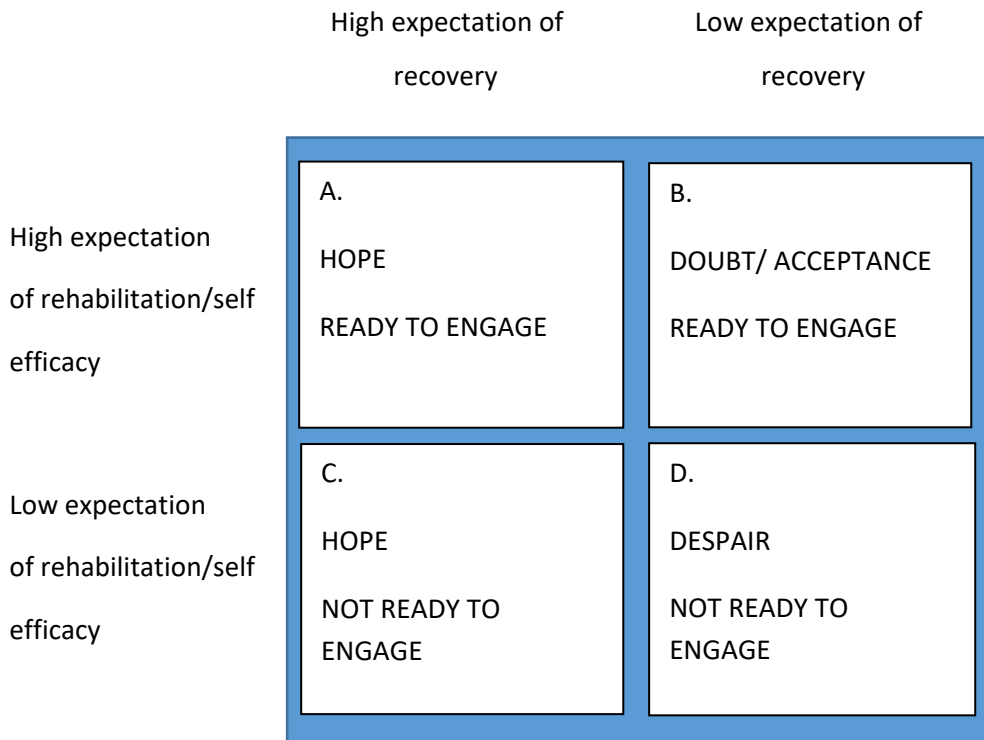 High expectation of
recovery
Low expectation of
recovery
High expectation
of rehabilitation/self
efficacy
A.
HOPE
READY TO ENGAGE
B.
DOUBT/ ACCEPTANCE
READY TO ENGAGE
Low expectation
of rehabilitation/self
efficacy
C.
HOPE
NOT READY TO
ENGAGE
D.
DESPAIR
NOT READY TO
ENGAGE